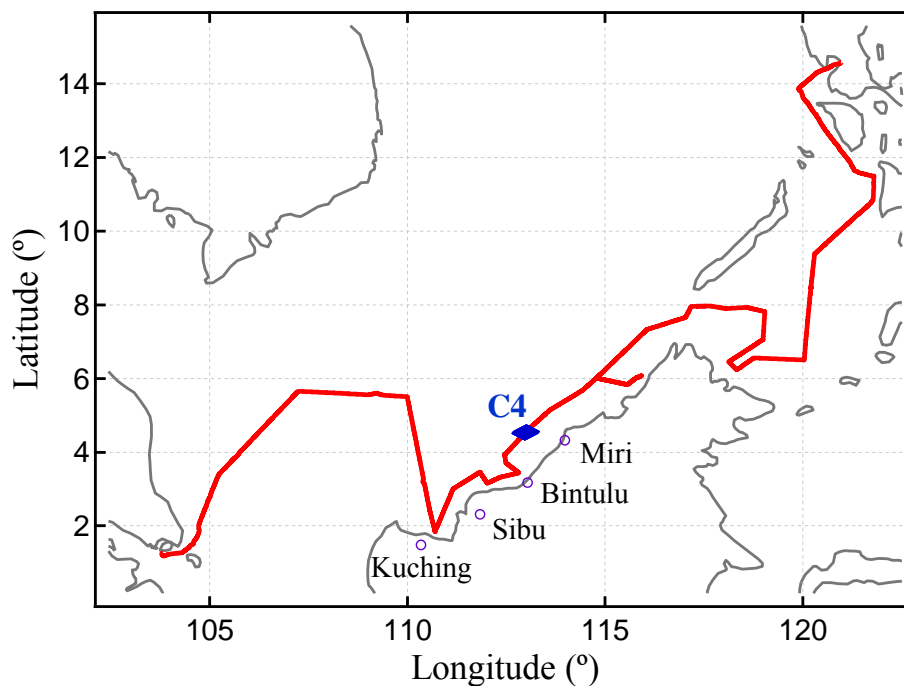 14
12
10
8
6
4
2
Latitude (º)
C4
Miri
Bintulu
Sibu
Kuching
105
110
115
120
Longitude (º)